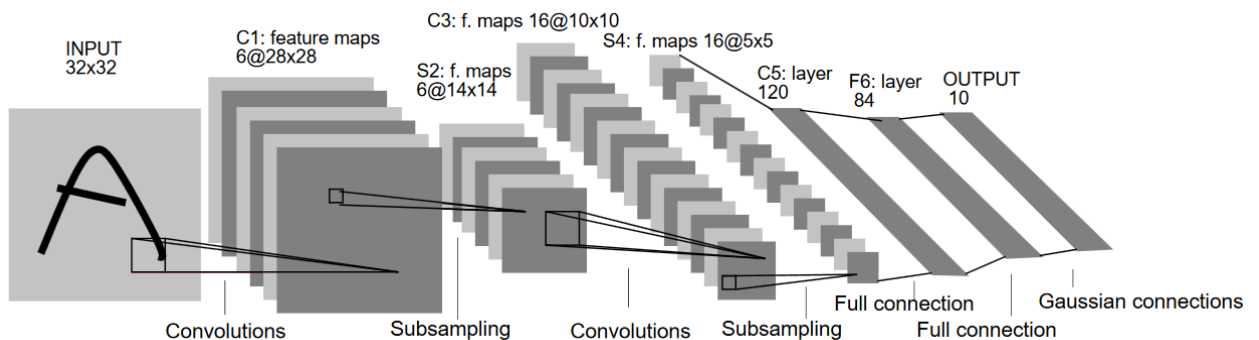 INPUT
32x32
C1: feature maps
6@28x28
S2: f. maps
6@14x14
C3: f. maps 16@10x10
S4: f. maps 16@5x5
C5: layer
120
F6: layer
84
OUTPUT
10
Convolutions
Subsampling
Convolutions
Subsampling
Full connection
Full connection
Gaussian connections
A